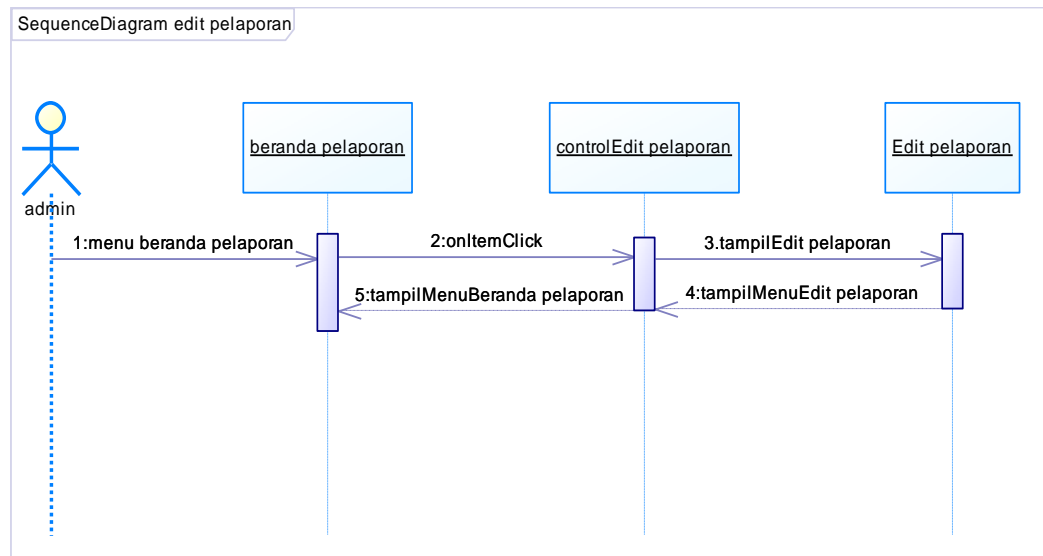 SequenceDiagram edit pelaporan
beranda pelaporan
controlEdit pelaporan
Edit pelaporan
admin
1:menu beranda pelaporan
2:onItemClick
3.tampilEdit pelaporan
5:tampilMenuBeranda pelaporan
4:tampilMenuEdit pelaporan